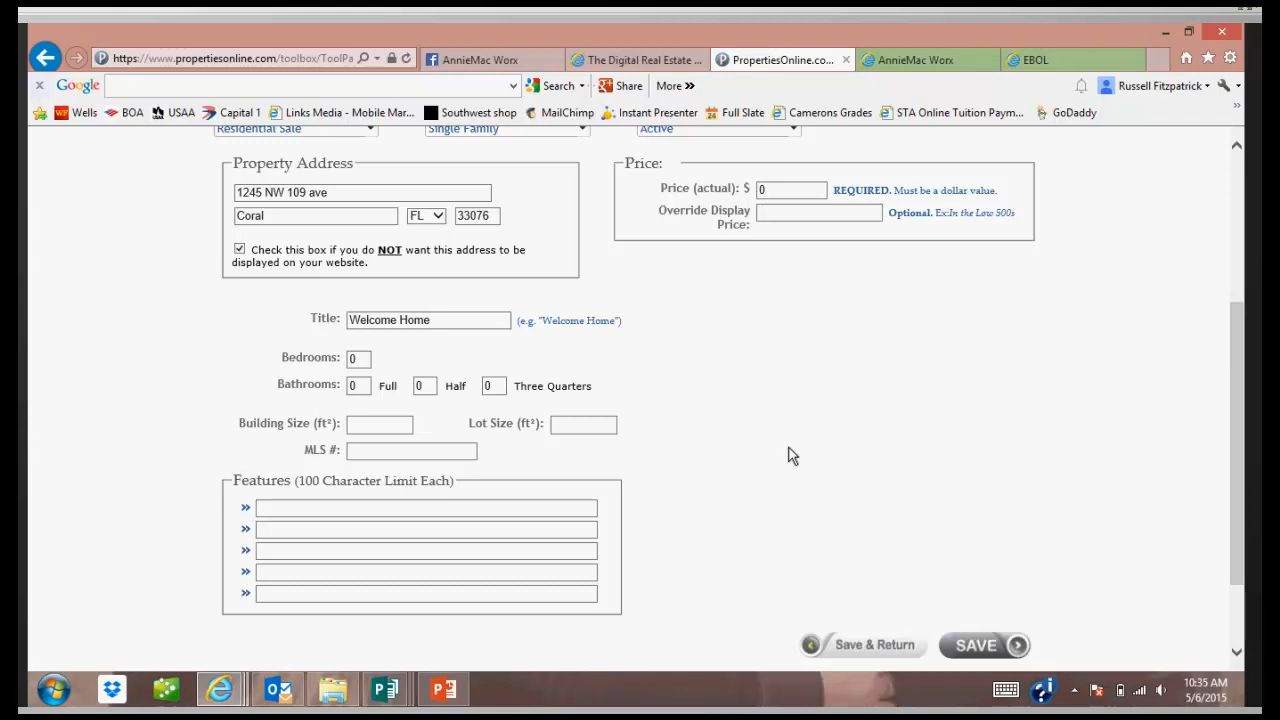 https://www.propertiesonline.com/toolbox/ToolPa
AnnieMac Worx
The Digital Real Estate ...
PropertiesOnline.co...
AnnieMac Worx
EBOL
Google
Search
Share
More »
Russell Fitzpatrick
Wells
BOA
USAA
Capital 1
Links Media - Mobile Mar...
Southwest shop
MailChimp
Instant Presenter
Full Slate
Camerons Grades
STA Online Tuition Paym...
GoDaddy
Residential Sale
Single Family
Active
Property Address
1245 NW 109 ave
Coral
FL
33076
Check this box if you do NOT want this address to be
displayed on your website.
Price:
Price (actual): $ 0 REQUIRED. Must be a dollar value.
Override Display
Price:
Optional. Ex:In the Low 500s
Title: Welcome Home (e.g. "Welcome Home")
Bedrooms: 0
Bathrooms: 0 Full 0 Half 0 Three Quarters
Building Size (ft²): Lot Size (ft²):
MLS #:
Features (100 Character Limit Each)
»
»
»
»
»
Save & Return
SAVE
10:35 AM
5/6/2015